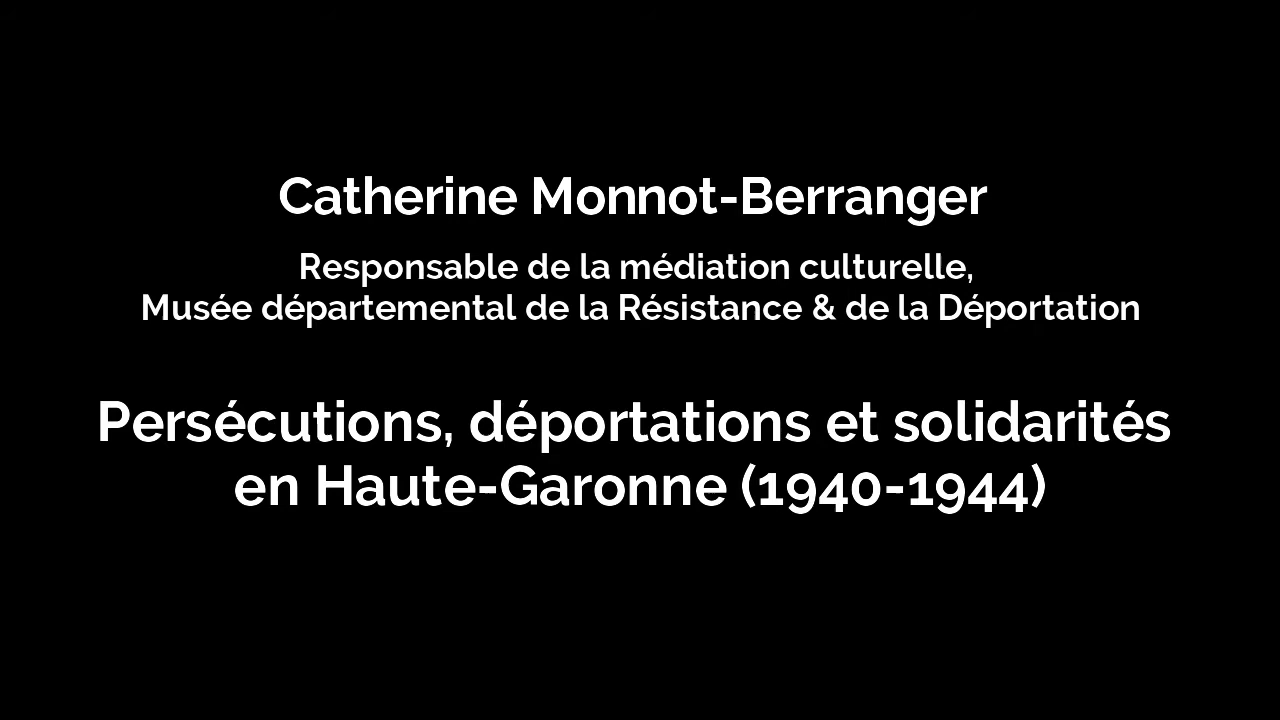 Catherine Monnot-Berranger
Responsable de la médiation culturelle,
Musée départemental de la Résistance & de la Déportation
Persécutions, déportations et solidarités
en Haute-Garonne (1940-1944)